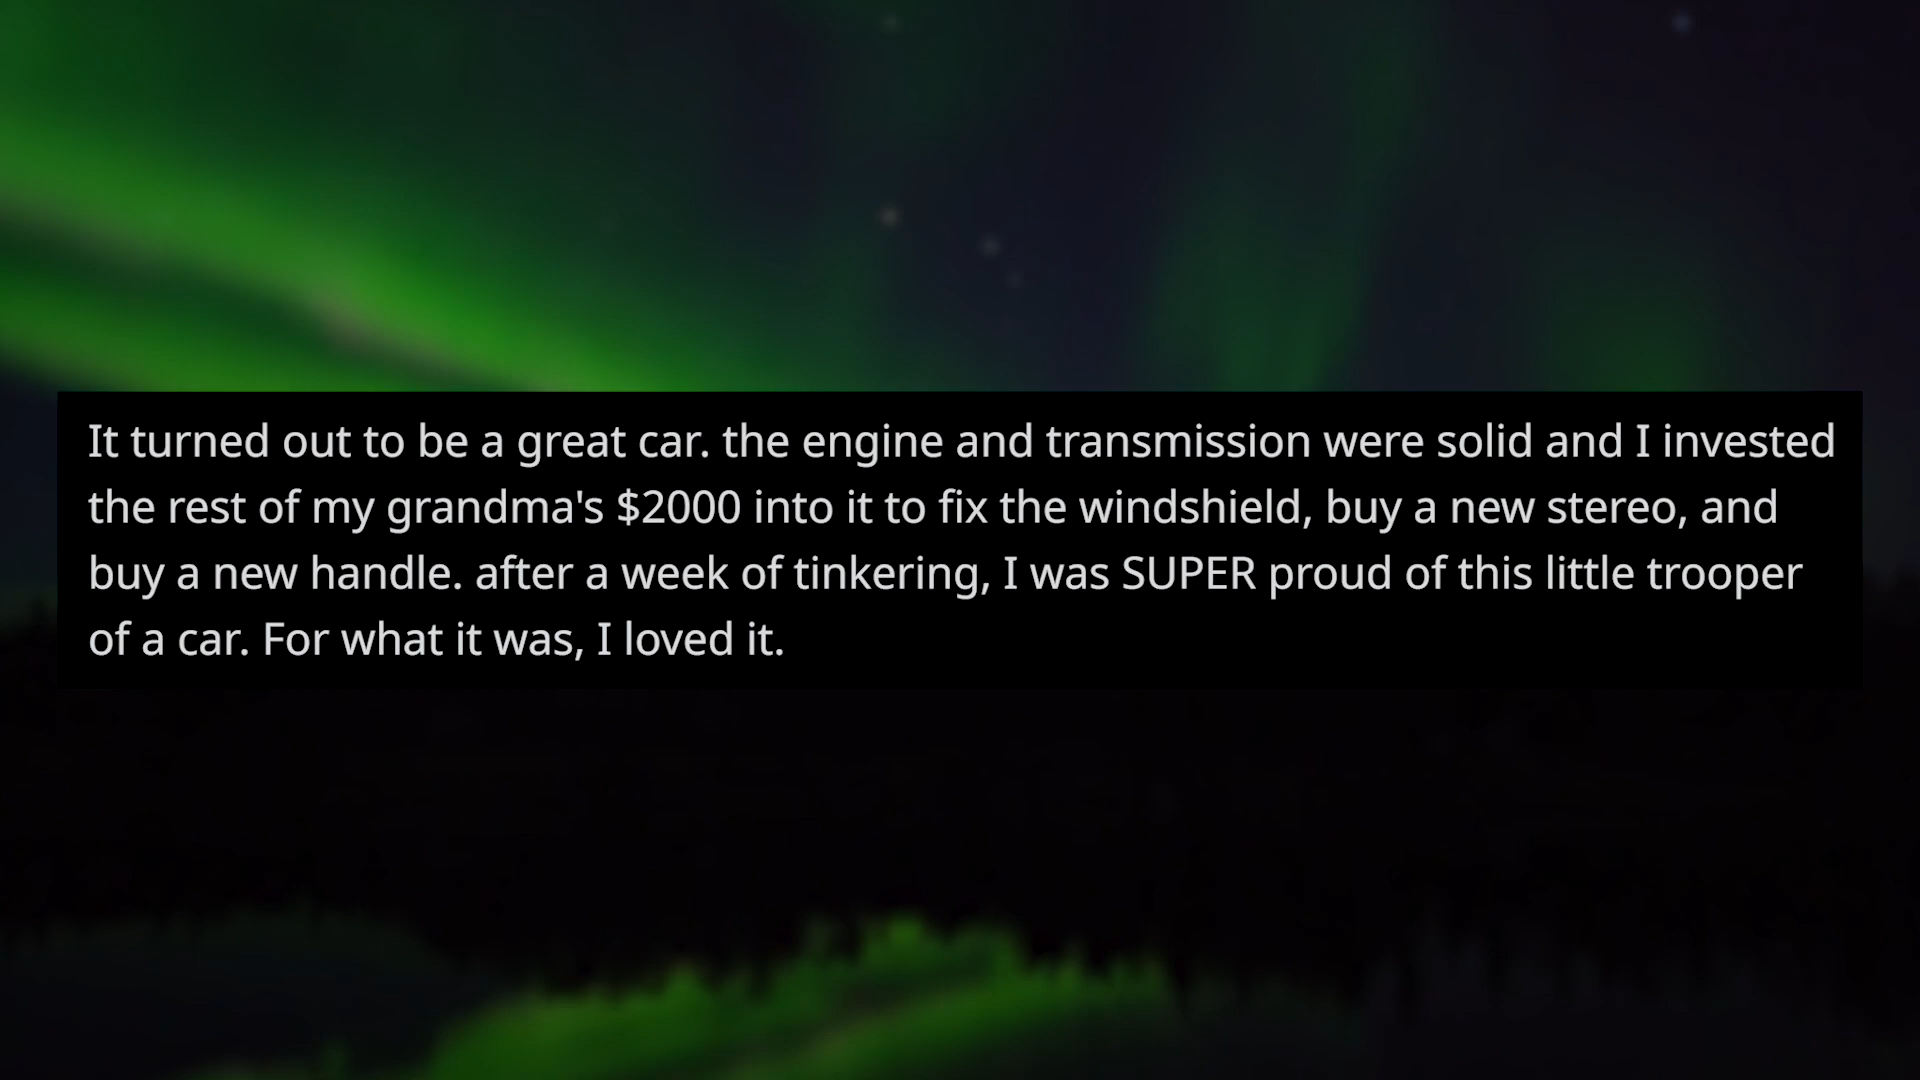 It turned out to be a great car. the engine and transmission were solid and I invested
the rest of my grandma's $2000 into it to fix the windshield, buy a new stereo, and
buy a new handle. after a week of tinkering, I was SUPER proud of this little trooper
of a car. For what it was, I loved it.